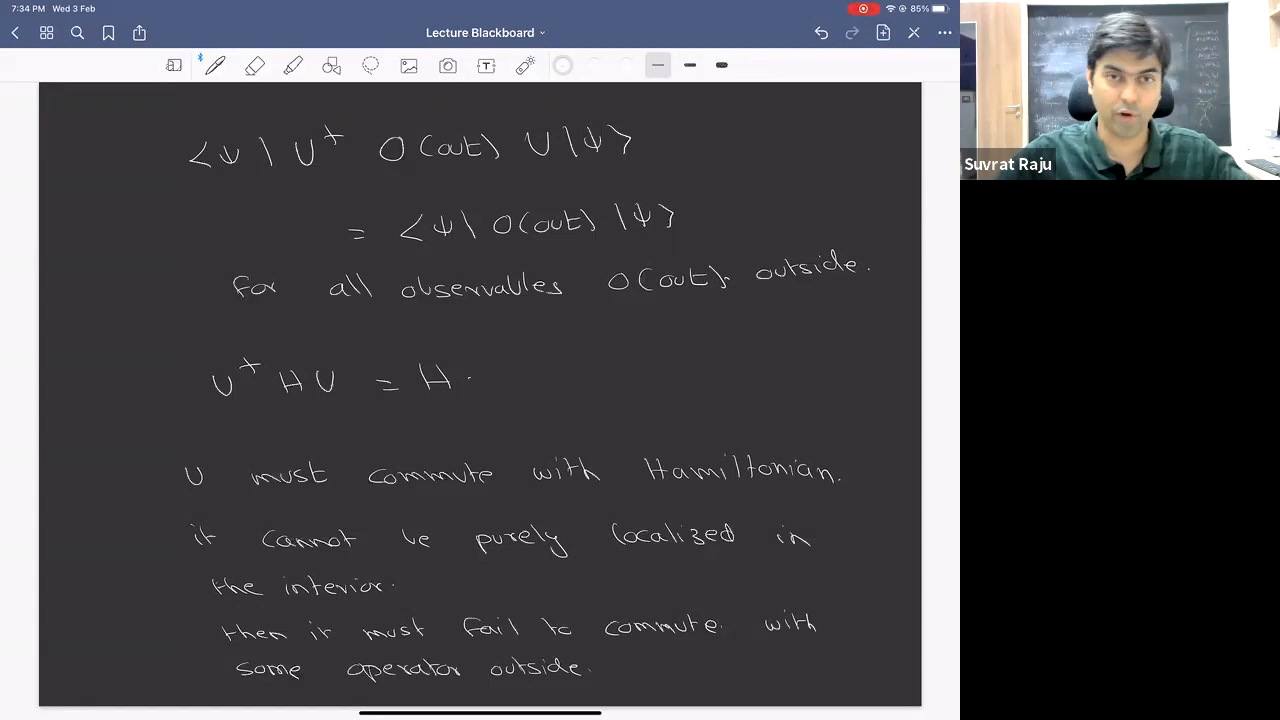 7:34 PM Wed 3 Feb
85%
Lecture Blackboard
Suvrat Raju
<ψ| U† O(out) U |ψ>
= <ψ| O(out) |ψ>
for all observables O(out). outside.
U† H U = H.
U must commute with Hamiltonian.
it cannot be purely localized in
the interior.
then it must fail to commute. with
some operator outside.